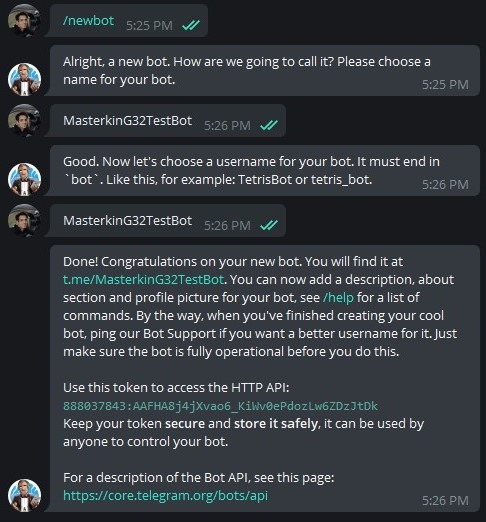 /newbot
5:25 PM
Alright, a new bot. How are we going to call it? Please choose a
name for your bot.
5:25 PM
MasterkinG32TestBot
5:26 PM
Good. Now let's choose a username for your bot. It must end in
`bot`. Like this, for example: TetrisBot or tetris_bot.
5:26 PM
MasterkinG32TestBot
5:26 PM
Done! Congratulations on your new bot. You will find it at
t.me/MasterkinG32TestBot. You can now add a description, about
section and profile picture for your bot, see /help for a list of
commands. By the way, when you've finished creating your cool
bot, ping our Bot Support if you want a better username for it. Just
make sure the bot is fully operational before you do this.
Use this token to access the HTTP API:
888037843:AAFHA8j4jXvao6_KiWv0ePdozLw6ZDzJtDk
Keep your token secure and store it safely, it can be used by
anyone to control your bot.
For a description of the Bot API, see this page:
https://core.telegram.org/bots/api
5:26 PM